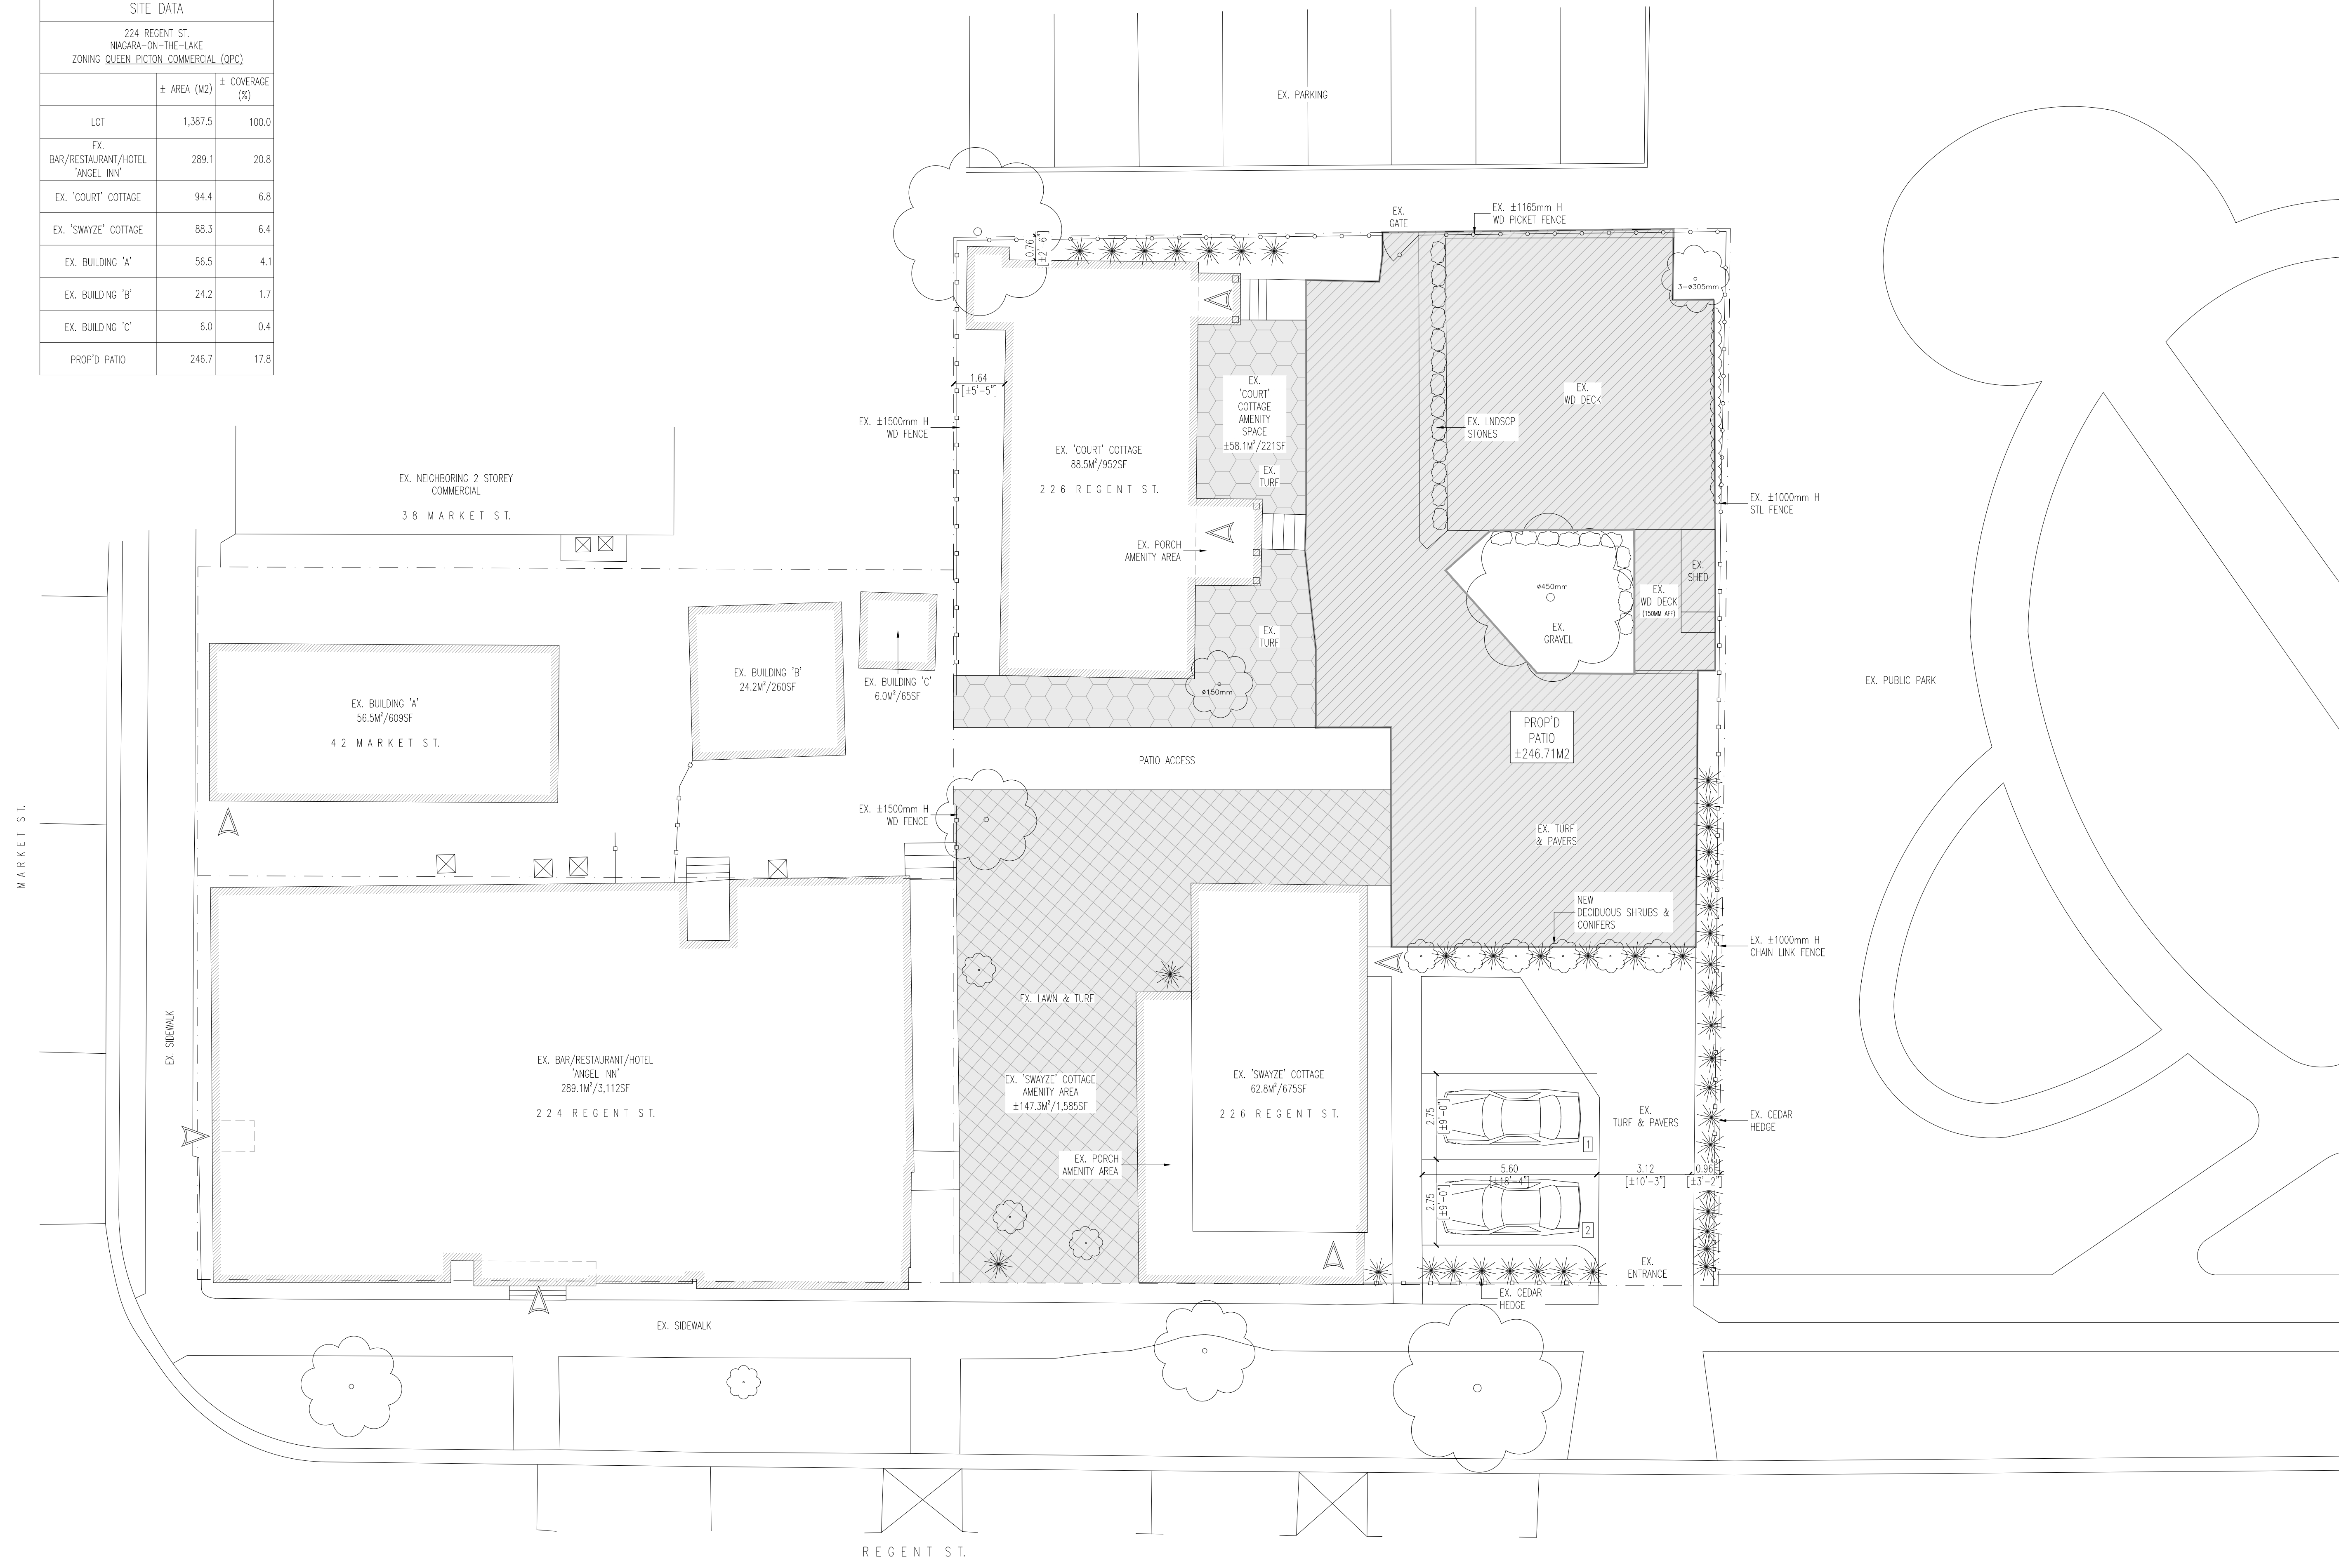 SITE DATA
224 REGENT ST.
NIAGARA-ON-THE-LAKE
ZONING QUEEN PICTON COMMERCIAL (QPC)
± AREA (M2)
± COVERAGE
(%)
LOT 1,387.5 100.0
EX.
BAR/RESTAURANT/HOTEL 289.1 20.8
'ANGEL INN'
EX. 'COURT' COTTAGE 94.4 6.8
EX. 'SWAYZE' COTTAGE 88.3 6.4
EX. BUILDING 'A' 56.5 4.1
EX. BUILDING 'B' 24.2 1.7
EX. BUILDING 'C' 6.0 0.4
PROP'D PATIO 246.7 17.8
EX. PARKING
EX.
GATE
EX. ±1165mm H
WD PICKET FENCE
0.76
[±2'-6"]
3-ø305mm
1.64
[±5'-5"]
EX. ±1500mm H
WD FENCE
EX.
'COURT'
COTTAGE
AMENITY
SPACE
±58.1M²/221SF
EX.
TURF
EX.
WD DECK
EX. LNDSCP
STONES
EX. 'COURT' COTTAGE
88.5M²/952SF
226 REGENT ST.
EX. NEIGHBORING 2 STOREY
COMMERCIAL
38 MARKET ST.
EX. ±1000mm H
STL FENCE
EX. PORCH
AMENITY AREA
EX.
SHED
ø450mm
EX.
WD DECK
(150MM AFF)
EX.
GRAVEL
EX.
TURF
ø150mm
EX. BUILDING 'A'
56.5M²/609SF
42 MARKET ST.
EX. BUILDING 'B'
24.2M²/260SF
EX. BUILDING 'C'
6.0M²/65SF
EX. PUBLIC PARK
PROP'D
PATIO
±246.71M2
PATIO ACCESS
EX. ±1500mm H
WD FENCE
EX. TURF
& PAVERS
MARKET ST.
NEW
DECIDUOUS SHRUBS &
CONIFERS
EX. ±1000mm H
CHAIN LINK FENCE
EX. LAWN & TURF
EX. SIDEWALK
EX. BAR/RESTAURANT/HOTEL
'ANGEL INN'
289.1M²/3,112SF
224 REGENT ST.
EX. 'SWAYZE' COTTAGE
AMENITY AREA
±147.3M²/1,585SF
EX. 'SWAYZE' COTTAGE
62.8M²/675SF
226 REGENT ST.
2.75
[±9'-0"]
1
EX.
TURF & PAVERS
EX. CEDAR
HEDGE
EX. PORCH
AMENITY AREA
5.60
[±18'-4"]
3.12
[±10'-3"]
0.96
[±3'-2"]
2.75
[±9'-0"]
2
EX.
ENTRANCE
EX. CEDAR
HEDGE
EX. SIDEWALK
REGENT ST.